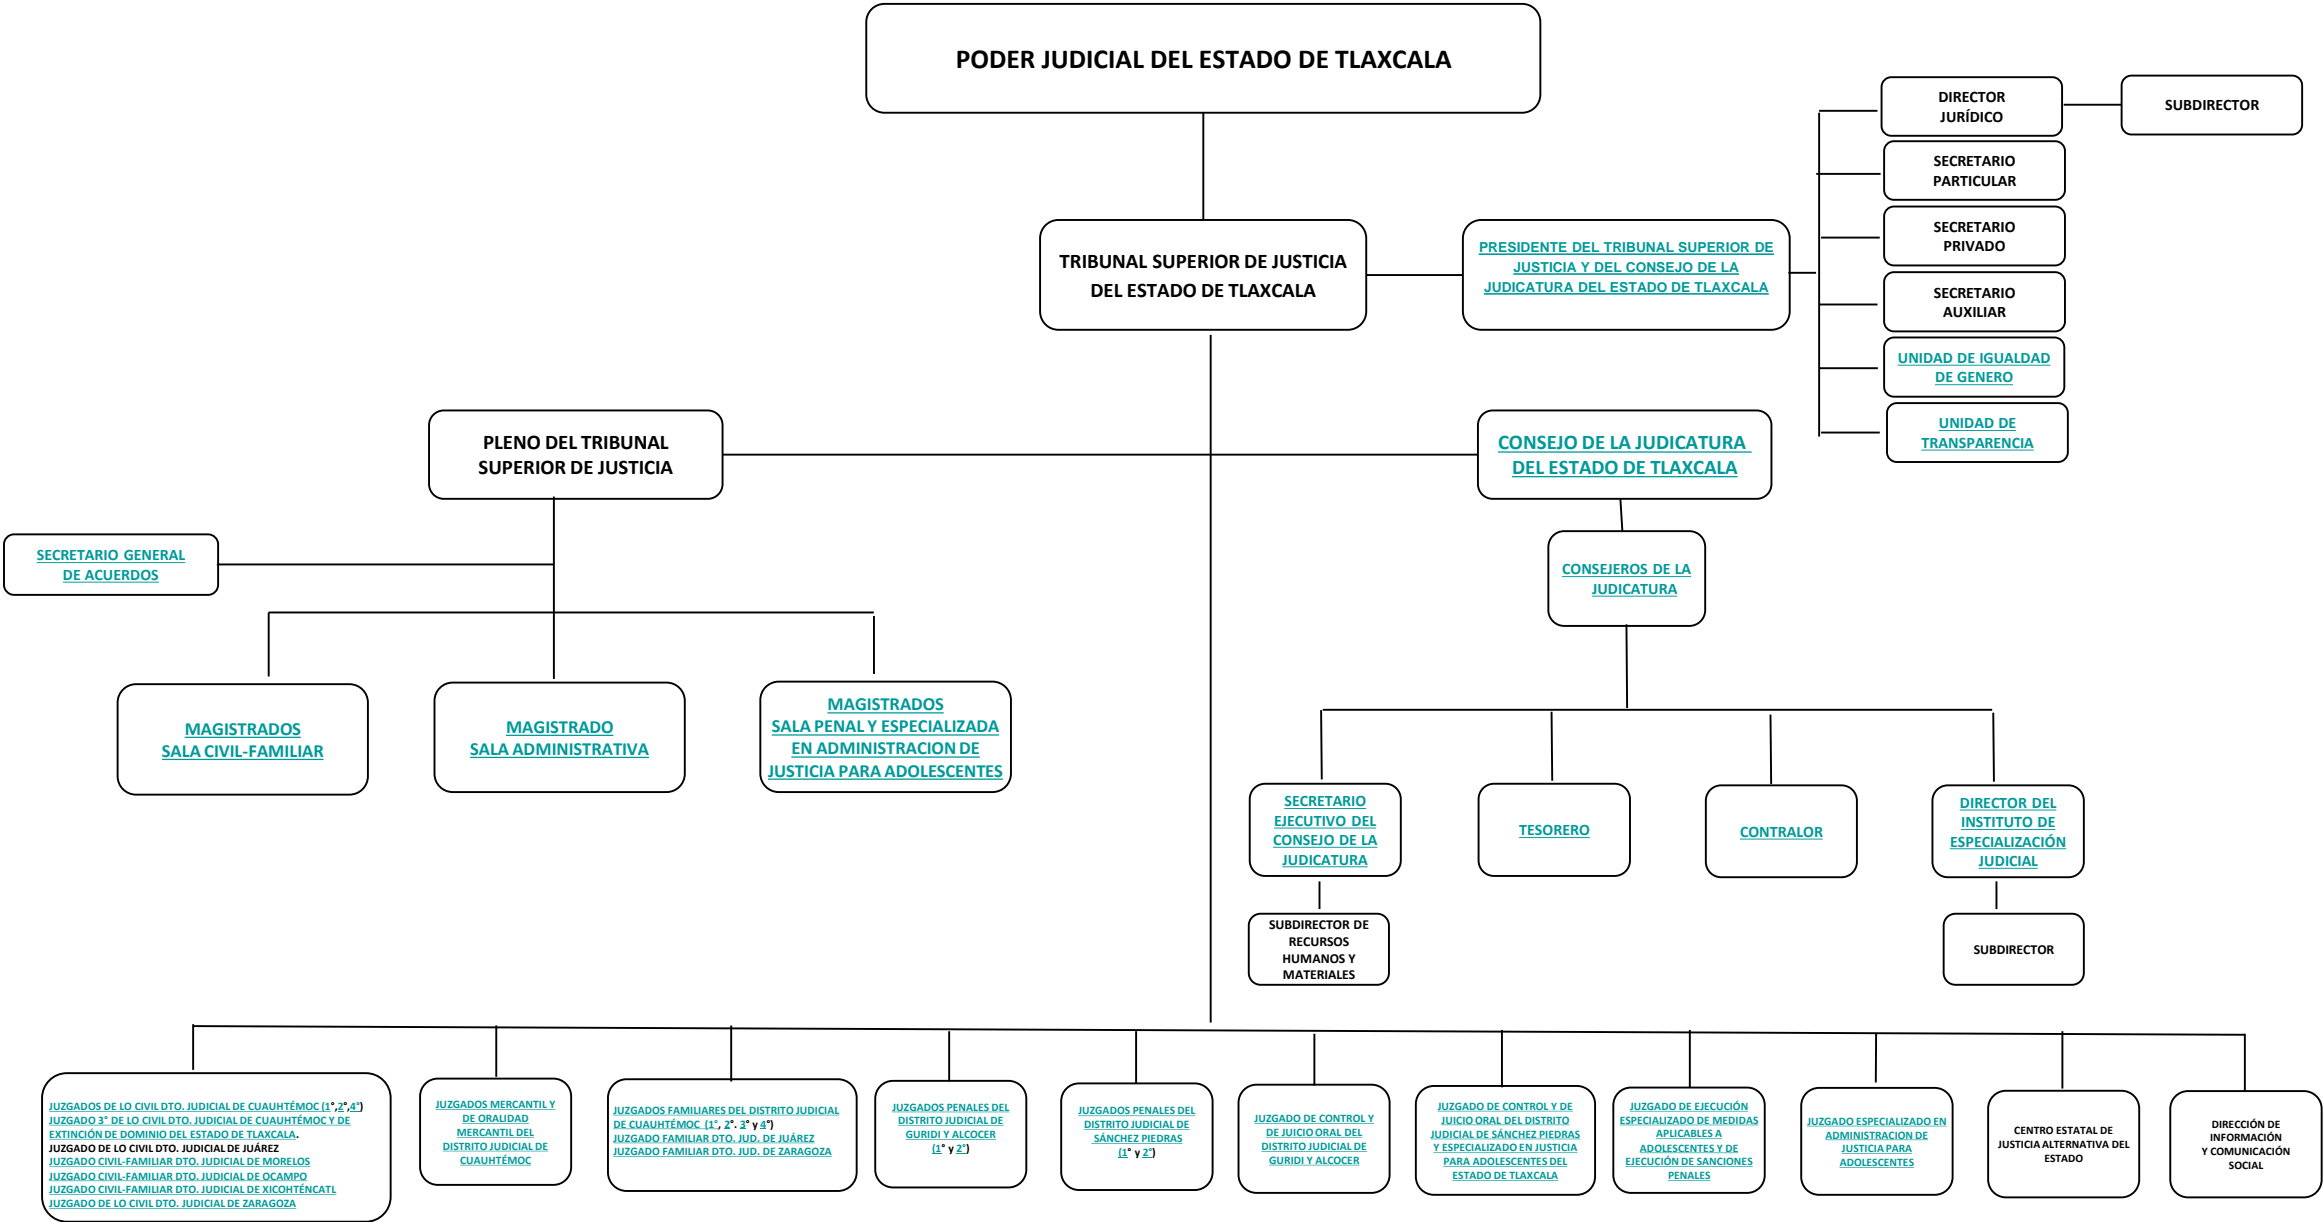 PODER JUDICIAL DEL ESTADO DE TLAXCALA
DIRECTOR
JURÍDICO
SUBDIRECTOR
SECRETARIO
PARTICULAR
SECRETARIO
PRIVADO
SECRETARIO
AUXILIAR
UNIDAD DE IGUALDAD
DE GENERO
UNIDAD DE
TRANSPARENCIA
TRIBUNAL SUPERIOR DE JUSTICIA
DEL ESTADO DE TLAXCALA
PRESIDENTE DEL TRIBUNAL SUPERIOR DE
JUSTICIA Y DEL CONSEJO DE LA
JUDICATURA DEL ESTADO DE TLAXCALA
PLENO DEL TRIBUNAL
SUPERIOR DE JUSTICIA
CONSEJO DE LA JUDICATURA
DEL ESTADO DE TLAXCALA
SECRETARIO GENERAL
DE ACUERDOS
CONSEJEROS DE LA
JUDICATURA
MAGISTRADOS
SALA CIVIL-FAMILIAR
MAGISTRADO
SALA ADMINISTRATIVA
MAGISTRADOS
SALA PENAL Y ESPECIALIZADA
EN ADMINISTRACION DE
JUSTICIA PARA ADOLESCENTES
SECRETARIO
EJECUTIVO DEL
CONSEJO DE LA
JUDICATURA
TESORERO
CONTRALOR
DIRECTOR DEL
INSTITUTO DE
ESPECIALIZACIÓN
JUDICIAL
SUBDIRECTOR DE
RECURSOS
HUMANOS Y
MATERIALES
SUBDIRECTOR
JUZGADOS DE LO CIVIL DTO. JUDICIAL DE CUAUHTÉMOC (1°,2°,4°)
JUZGADO 3° DE LO CIVIL DTO. JUDICIAL DE CUAUHTÉMOC Y DE
EXTINCIÓN DE DOMINIO DEL ESTADO DE TLAXCALA.
JUZGADO DE LO CIVIL DTO. JUDICIAL DE JUÁREZ
JUZGADO CIVIL-FAMILIAR DTO. JUDICIAL DE MORELOS
JUZGADO CIVIL-FAMILIAR DTO. JUDICIAL DE OCAMPO
JUZGADO CIVIL-FAMILIAR DTO. JUDICIAL DE XICOHTÉNCATL
JUZGADO DE LO CIVIL DTO. JUDICIAL DE ZARAGOZA
JUZGADOS MERCANTIL Y
DE ORALIDAD
MERCANTIL DEL
DISTRITO JUDICIAL DE
CUAUHTÉMOC
JUZGADOS FAMILIARES DEL DISTRITO JUDICIAL
DE CUAUHTÉMOC (1°, 2°. 3° y 4°)
JUZGADO FAMILIAR DTO. JUD. DE JUÁREZ
JUZGADO FAMILIAR DTO. JUD. DE ZARAGOZA
JUZGADOS PENALES DEL
DISTRITO JUDICIAL DE
GURIDI Y ALCOCER
(1° y 2°)
JUZGADOS PENALES DEL
DISTRITO JUDICIAL DE
SÁNCHEZ PIEDRAS
(1° y 2°)
JUZGADO DE CONTROL Y
DE JUICIO ORAL DEL
DISTRITO JUDICIAL DE
GURIDI Y ALCOCER
JUZGADO DE CONTROL Y DE
JUICIO ORAL DEL DISTRITO
JUDICIAL DE SÁNCHEZ PIEDRAS
Y ESPECIALIZADO EN JUSTICIA
PARA ADOLESCENTES DEL
ESTADO DE TLAXCALA
JUZGADO DE EJECUCIÓN
ESPECIALIZADO DE MEDIDAS
APLICABLES A
ADOLESCENTES Y DE
EJECUCIÓN DE SANCIONES
PENALES
JUZGADO ESPECIALIZADO EN
ADMINISTRACION DE
JUSTICIA PARA
ADOLESCENTES
CENTRO ESTATAL DE
JUSTICIA ALTERNATIVA DEL
ESTADO
DIRECCIÓN DE
INFORMACIÓN
Y COMUNICACIÓN
SOCIAL